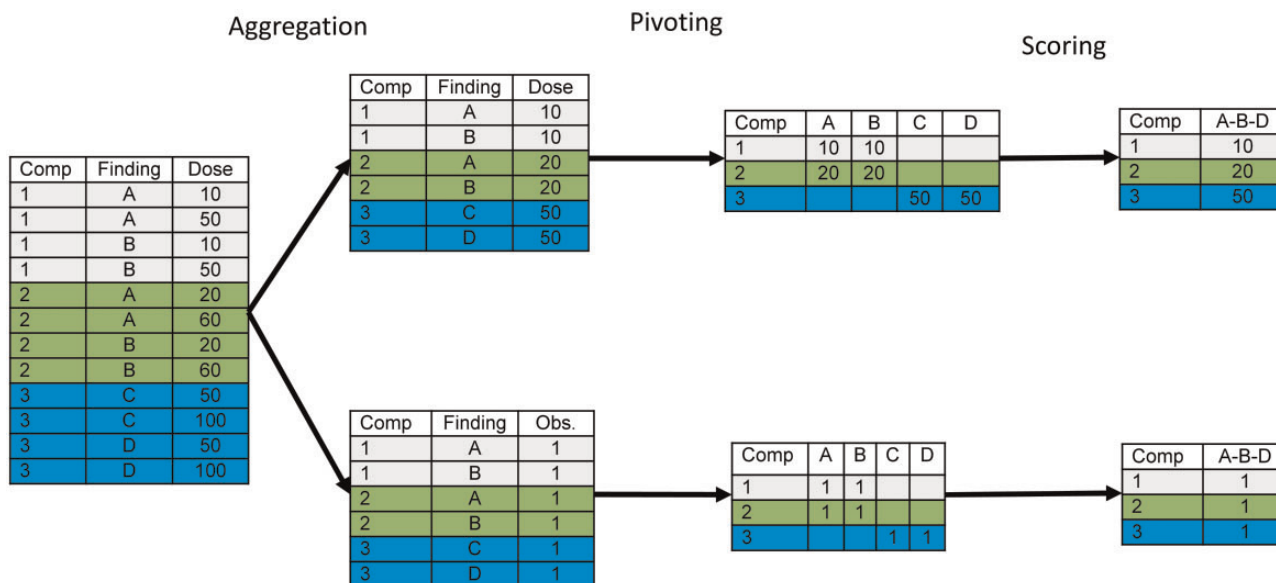 Aggregation
Pivoting
Scoring
Comp Finding Dose
1 A 10
1 A 50
1 B 10
1 B 50
2 A 20
2 A 60
2 B 20
2 B 60
3 C 50
3 C 100
3 D 50
3 D 100
Comp Finding Dose
1 A 10
1 B 10
2 A 20
2 B 20
3 C 50
3 D 50
Comp A B C D
1 10 10
2 20 20
3 50 50
Comp A-B-D
1 10
2 20
3 50
Comp Finding Obs.
1 A 1
1 B 1
2 A 1
2 B 1
3 C 1
3 D 1
Comp A B C D
1 1 1
2 1 1
3 1 1
Comp A-B-D
1 1
2 1
3 1